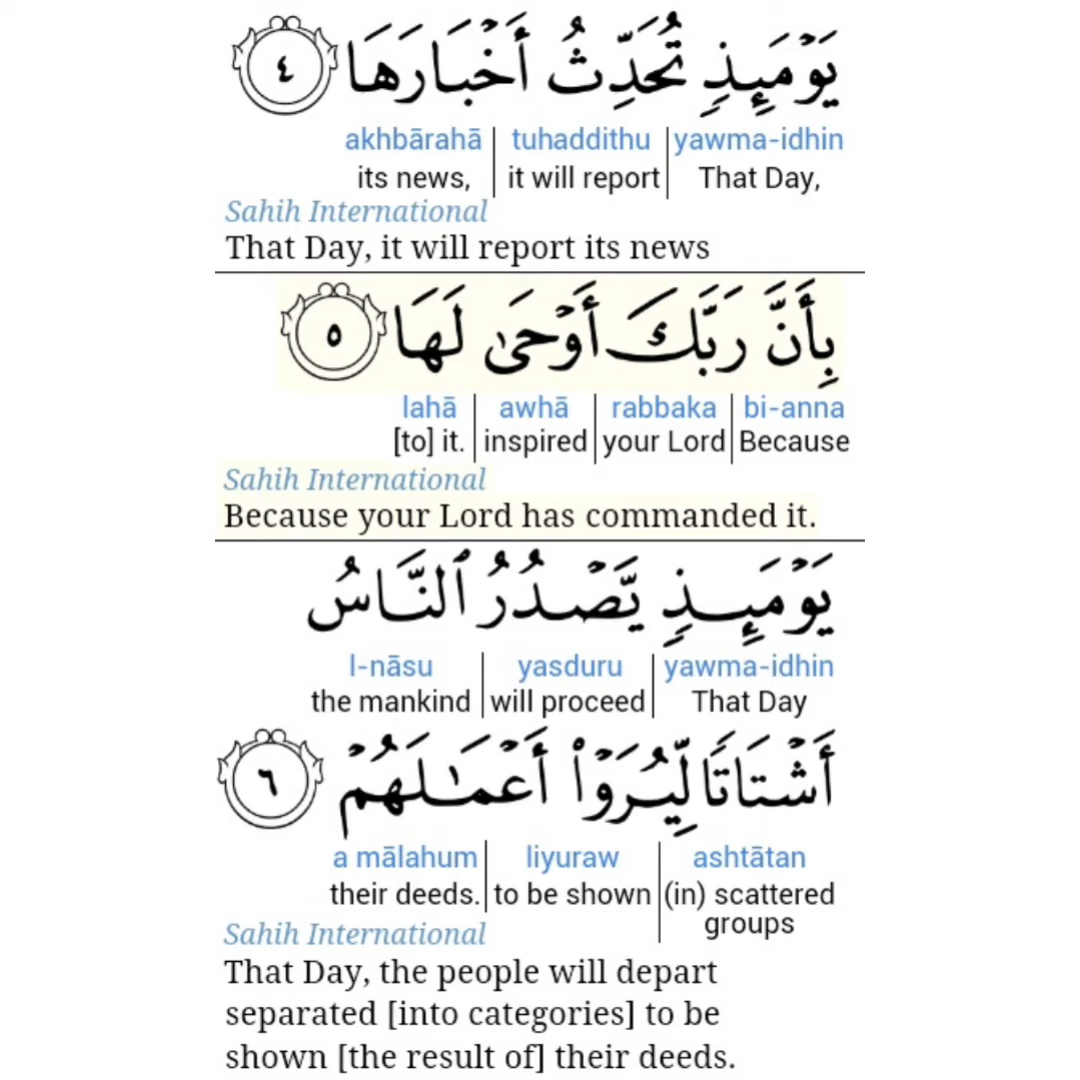 يَوْمَئِذٍ تُحَدِّثُ أَخْبَارَهَا ٤
akhbārahā tuhaddithu yawma-idhin
its news, it will report That Day,
Sahih International
That Day, it will report its news
بِأَنَّ رَبَّكَ أَوْحَىٰ لَهَا ٥
lahā awhā rabbaka bi-anna
[to] it. inspired your Lord Because
Sahih International
Because your Lord has commanded it.
يَوْمَئِذٍ يَّصْدُرُ ٱلنَّاسُ
l-nāsu yasduru yawma-idhin
the mankind will proceed That Day
أَشْتَاتًا لِّيُرَوْا۟ أَعْمَـٰلَهُمْ ٦
a mālahum liyuraw ashtātan
their deeds. to be shown (in) scattered
groups
Sahih International
That Day, the people will depart
separated [into categories] to be
shown [the result of] their deeds.